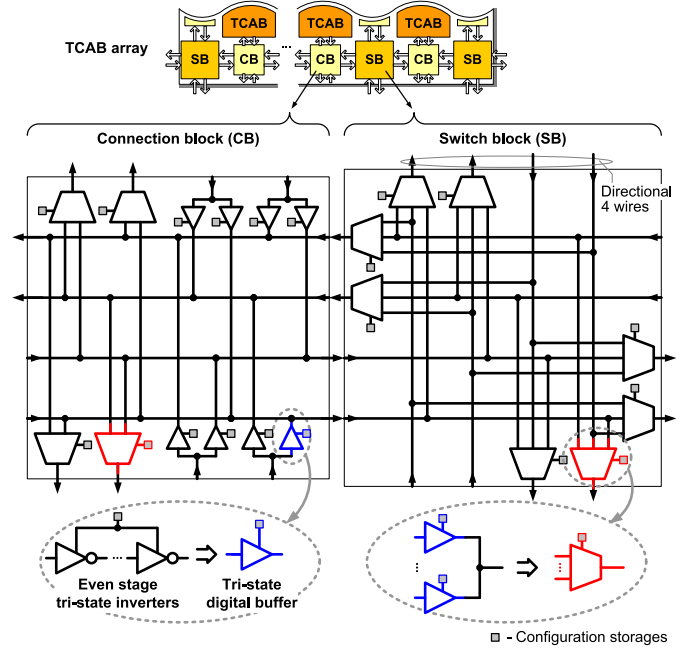 TCAB
TCAB
TCAB
TCAB array
...
SB
CB
CB
SB
CB
SB
Connection block (CB)
Switch block (SB)
Directional
4 wires
Even stage
tri-state inverters
Tri-state
digital buffer
- Configuration storages